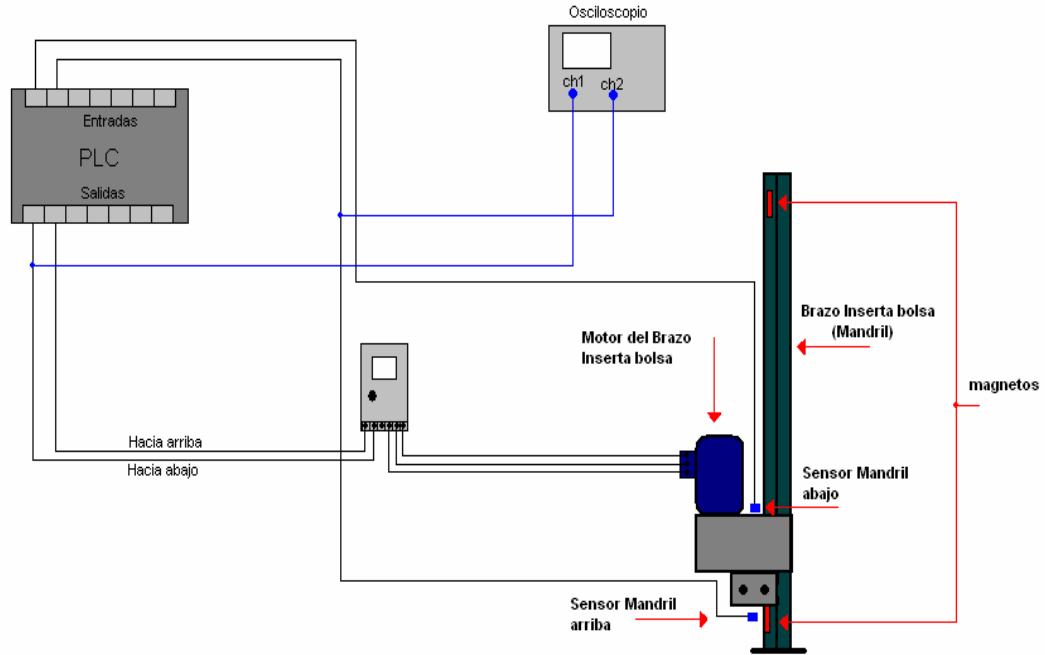 Osciloscopio
ch1
ch2
Entradas
PLC
Salidas
Brazo Inserta bolsa
(Mandril)
Motor del Brazo
Inserta bolsa
magnetos
Hacia arriba
Hacia abajo
Sensor Mandril
abajo
Sensor Mandril
arriba